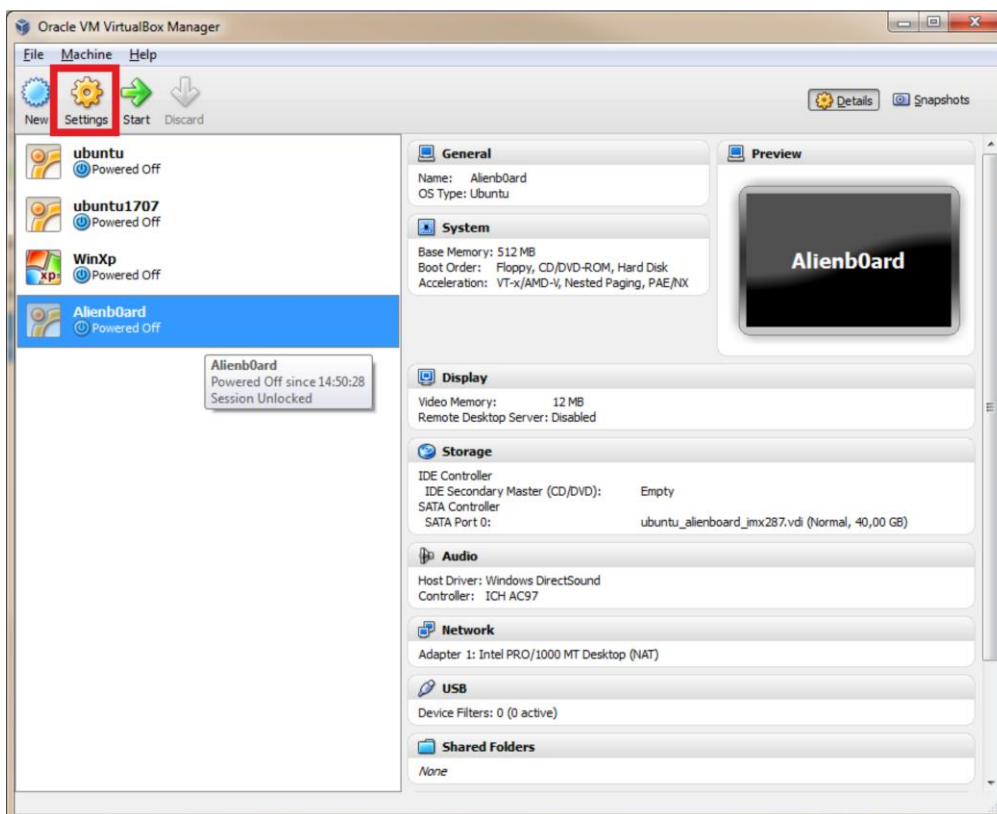 Oracle VM VirtualBox Manager
File Machine Help
New Settings Start Discard
Details Snapshots
ubuntu
Powered Off
ubuntu1707
Powered Off
WinXp
Powered Off
Alienb0ard
Powered Off
Alienb0ard
Powered Off since 14:50:28
Session Unlocked
General
Name: Alienb0ard
OS Type: Ubuntu
System
Base Memory: 512 MB
Boot Order: Floppy, CD/DVD-ROM, Hard Disk
Acceleration: VT-x/AMD-V, Nested Paging, PAE/NX
Preview
Alienb0ard
Display
Video Memory: 12 MB
Remote Desktop Server: Disabled
Storage
IDE Controller
IDE Secondary Master (CD/DVD): Empty
SATA Controller
SATA Port 0: ubuntu_alienboard_imx287.vdi (Normal, 40,00 GB)
Audio
Host Driver: Windows DirectSound
Controller: ICH AC97
Network
Adapter 1: Intel PRO/1000 MT Desktop (NAT)
USB
Device Filters: 0 (0 active)
Shared Folders
None